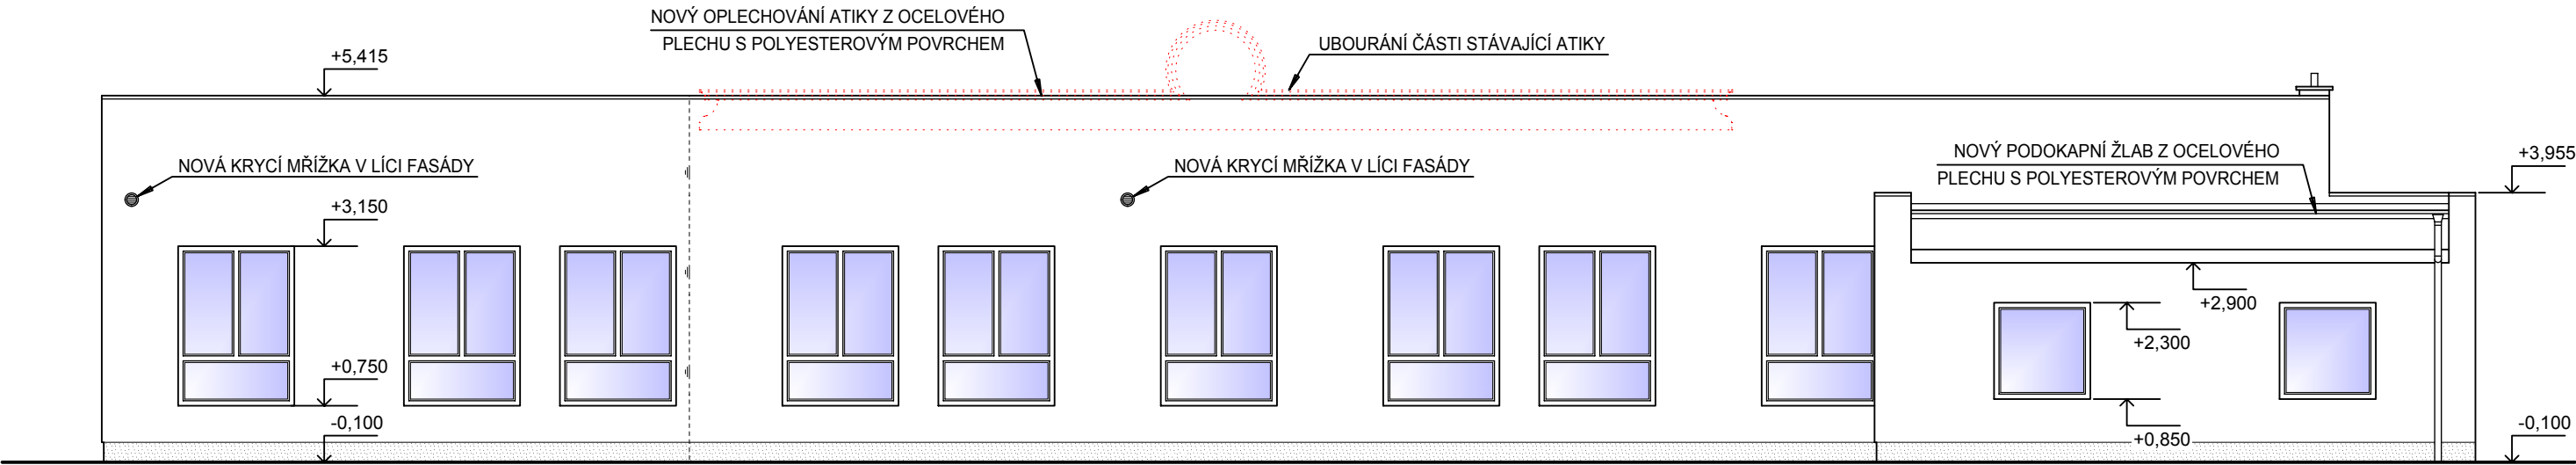 NOVÝ OPLECHOVÁNÍ ATIKY Z OCELOVÉHO
PLECHU S POLYESTEROVÝM POVRCHEM
UBOURÁNÍ ČÁSTI STÁVAJÍCÍ ATIKY
+5,415
NOVÁ KRYCÍ MŘÍŽKA V LÍCI FASÁDY
NOVÁ KRYCÍ MŘÍŽKA V LÍCI FASÁDY
NOVÝ PODOKAPNÍ ŽLAB Z OCELOVÉHO
PLECHU S POLYESTEROVÝM POVRCHEM
+3,955
+3,150
+2,900
+2,300
+0,750
-0,100
+0,850
-0,100